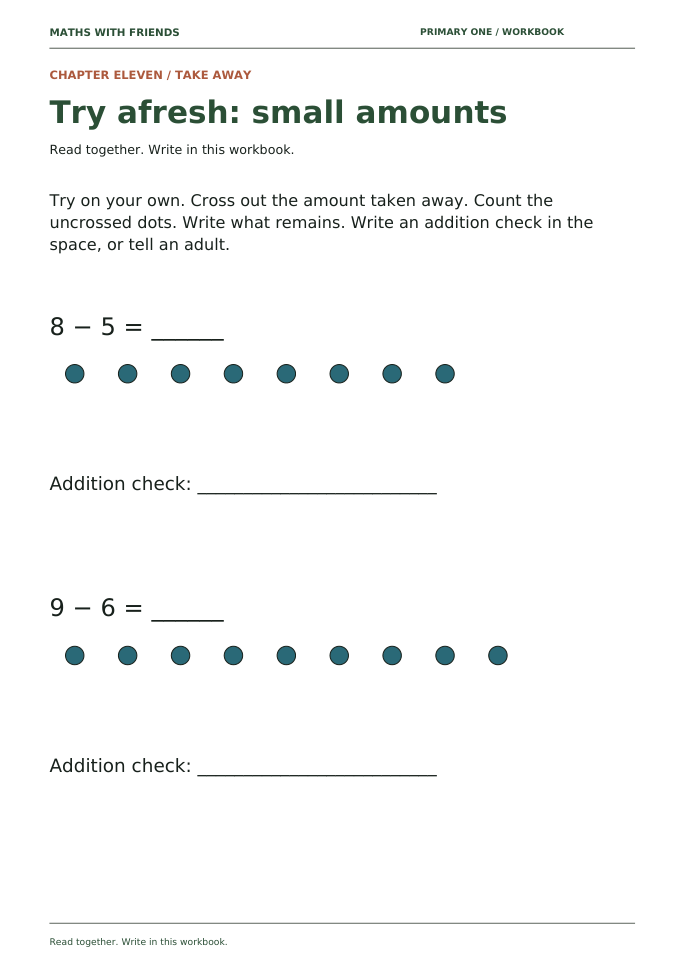 MATHS WITH FRIENDS
PRIMARY ONE / WORKBOOK
CHAPTER ELEVEN / TAKE AWAY
Try afresh: small amounts
Read together. Write in this workbook.
Try on your own. Cross out the amount taken away. Count the
uncrossed dots. Write what remains. Write an addition check in the
space, or tell an adult.
8 − 5 = ______
Addition check: __________________________
9 − 6 = ______
Addition check: __________________________
Read together. Write in this workbook.